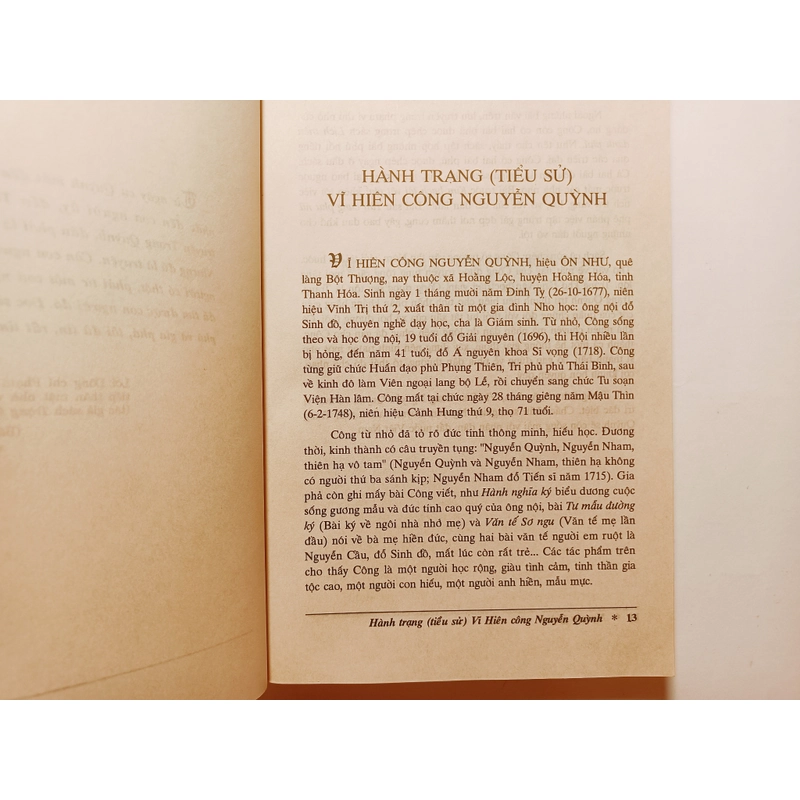 HÀNH TRẠNG (TIỂU SỬ)
VĨ HIÊN CÔNG NGUYỄN QUỲNH
VĨ HIÊN CÔNG NGUYỄN QUỲNH, hiệu ÔN NHƯ, quê
làng Bột Thượng, nay thuộc xã Hoằng Lộc, huyện Hoằng Hóa, tỉnh
Thanh Hóa. Sinh ngày 1 tháng mười năm Đinh Tỵ (26-10-1677), niên
hiệu Vĩnh Trị thứ 2, xuất thân từ một gia đình Nho học: ông nội đỗ
Sinh đồ, chuyên nghề dạy học, cha là Giám sinh. Từ nhỏ, Công sống
theo và học ông nội, 19 tuổi đỗ Giải nguyên (1696), thi Hội nhiều lần
bị hỏng, đến năm 41 tuổi, đỗ Á nguyên khoa Sĩ vọng (1718). Công
từng giữ chức Huấn đạo phủ Phụng Thiên, Tri phủ phủ Thái Bình, sau
về kinh đô làm Viên ngoại lang bộ Lễ, rồi chuyển sang chức Tu soạn
Viện Hàn lâm. Công mất tại chức ngày 28 tháng giêng năm Mậu Thìn
(6-2-1748), niên hiệu Cảnh Hưng thứ 9, thọ 71 tuổi.
Công từ nhỏ đã tỏ rõ đức tính thông minh, hiếu học. Đương
thời, kinh thành có câu truyền tụng: "Nguyễn Quỳnh, Nguyễn Nham,
thiên hạ vô tam" (Nguyễn Quỳnh và Nguyễn Nham, thiên hạ không
có người thứ ba sánh kịp; Nguyễn Nham đỗ Tiến sĩ năm 1715). Gia
phả còn ghi mấy bài Công viết, như Hành nghĩa ký biểu dương cuộc
sống gương mẫu và đức tính cao quý của ông nội, bài Tư mẫu đường
ký (Bài ký về ngôi nhà nhớ mẹ) và Văn tế Sơ ngu (Văn tế mẹ lần
đầu) nói về bà mẹ hiền đức, cùng hai bài văn tế người em ruột là
Nguyễn Cầu, đỗ Sinh đồ, mất lúc còn rất trẻ... Các tác phẩm trên
cho thấy Công là một người học rộng, giàu tình cảm, tinh thần gia
tộc cao, một người con hiếu, một người anh hiền, mẫu mực.
Hành trạng (tiểu sử) Vĩ Hiên công Nguyễn Quỳnh * 13